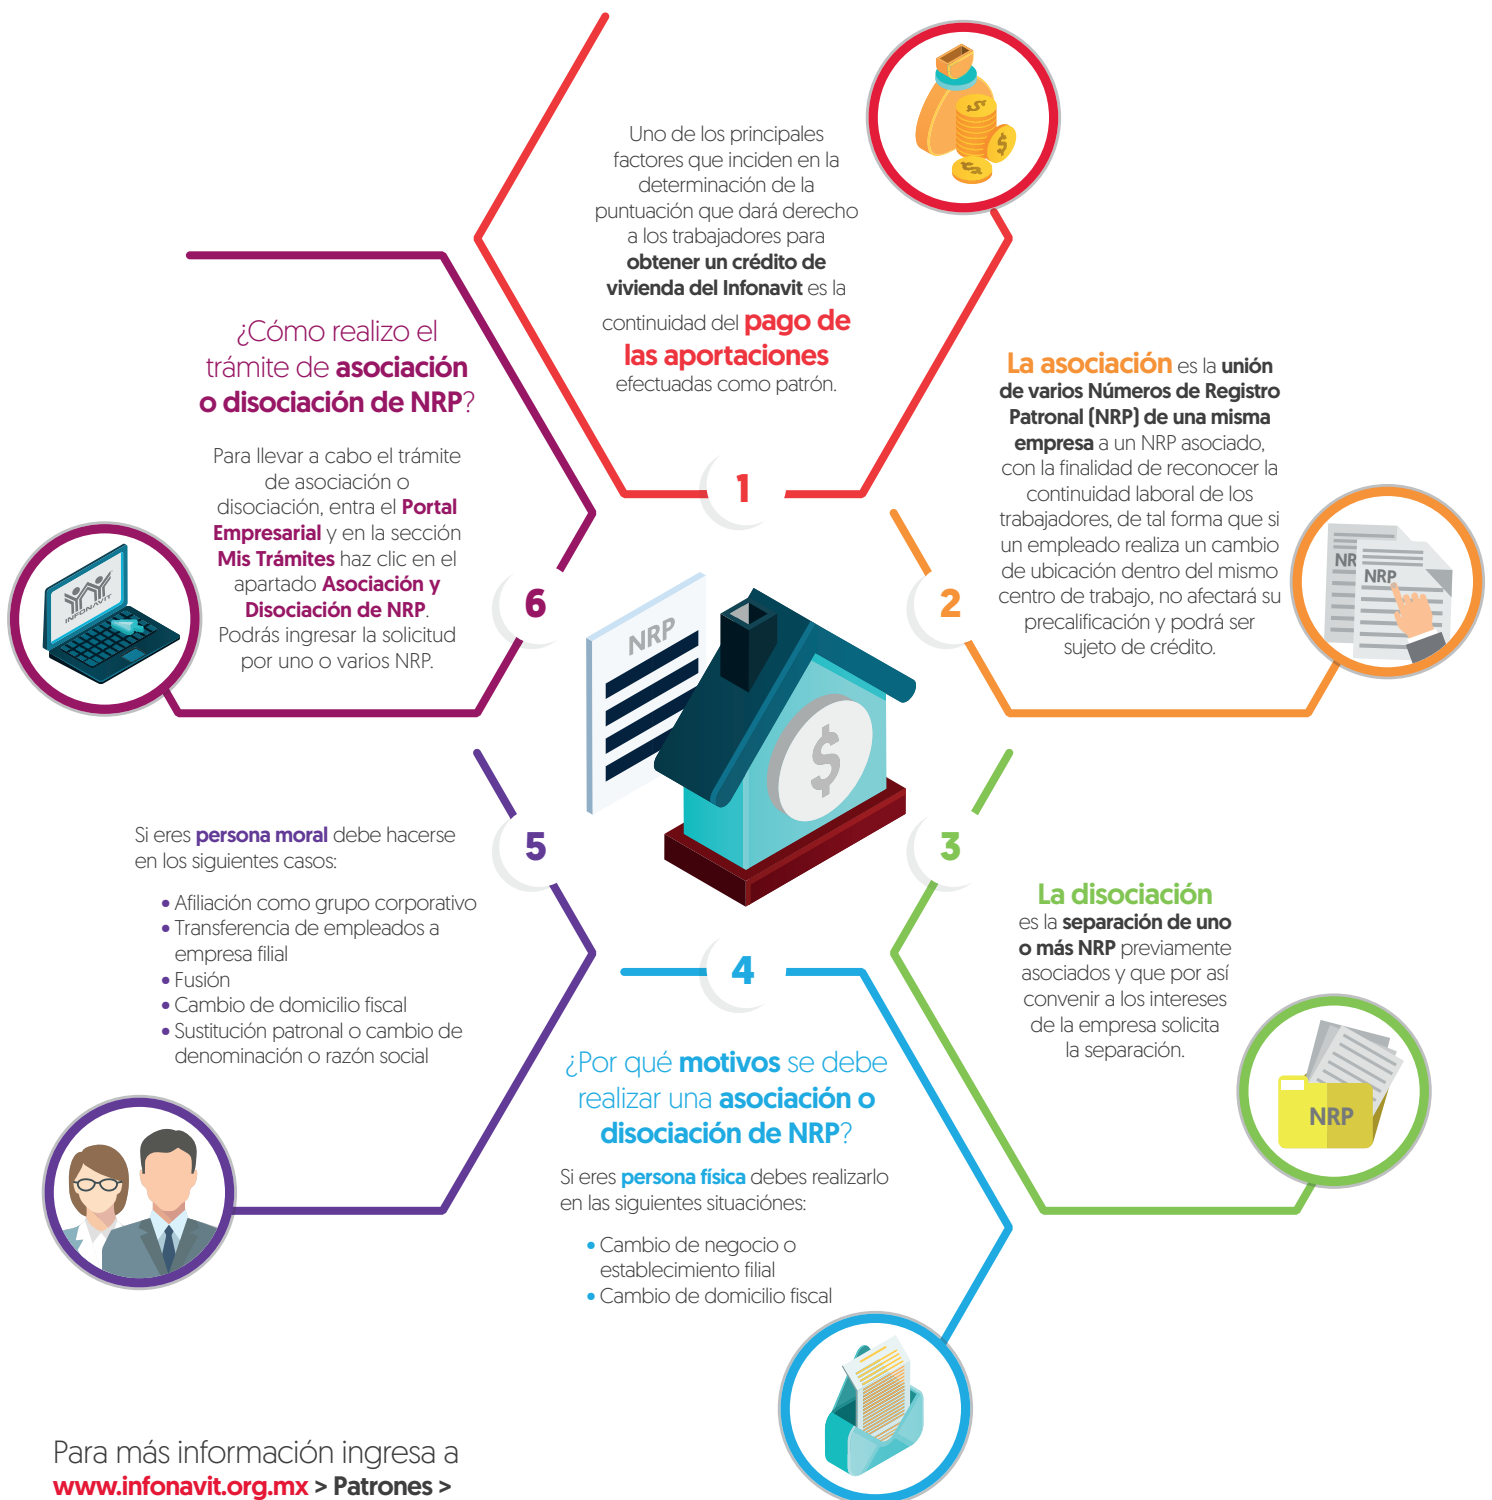 Uno de los principales
factores que inciden en la
determinación de la
puntuación que dará derecho
a los trabajadores para
obtener un crédito de
vivienda del Infonavit es la
continuidad del pago de
las aportaciones
efectuadas como patrón.
1
La asociación es la unión
de varios Números de Registro
Patronal (NRP) de una misma
empresa a un NRP asociado,
con la finalidad de reconocer la
continuidad laboral de los
trabajadores, de tal forma que si
un empleado realiza un cambio
de ubicación dentro del mismo
centro de trabajo, no afectará su
precalificación y podrá ser
sujeto de crédito.
2
NR
NRP
3
La disociación
es la separación de uno
o más NRP previamente
asociados y que por así
convenir a los intereses
de la empresa solicita
la separación.
NRP
4
¿Por qué motivos se debe
realizar una asociación o
disociación de NRP?
Si eres persona física debes realizarlo
en las siguientes situaciónes:
• Cambio de negocio o
establecimiento filial
• Cambio de domicilio fiscal
5
Si eres persona moral debe hacerse
en los siguientes casos:
• Afiliación como grupo corporativo
• Transferencia de empleados a
empresa filial
• Fusión
• Cambio de domicilio fiscal
• Sustitución patronal o cambio de
denominación o razón social
6
¿Cómo realizo el
trámite de asociación
o disociación de NRP?
Para llevar a cabo el trámite
de asociación o
disociación, entra el Portal
Empresarial y en la sección
Mis Trámites haz clic en el
apartado Asociación y
Disociación de NRP.
Podrás ingresar la solicitud
por uno o varios NRP.
INFONAVIT
NRP
$
Para más información ingresa a
www.infonavit.org.mx > Patrones >